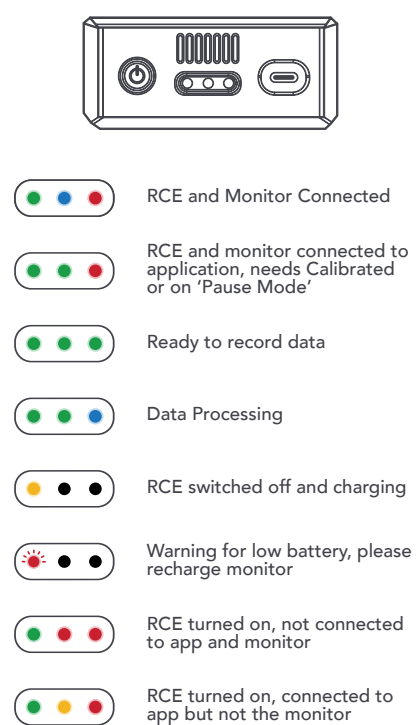 RCE and Monitor Connected
RCE and monitor connected to
application, needs Calibrated
or on ‘Pause Mode’
Ready to record data
Data Processing
RCE switched off and charging
Warning for low battery, please
recharge monitor
RCE turned on, not connected
to app and monitor
RCE turned on, connected to
app but not the monitor